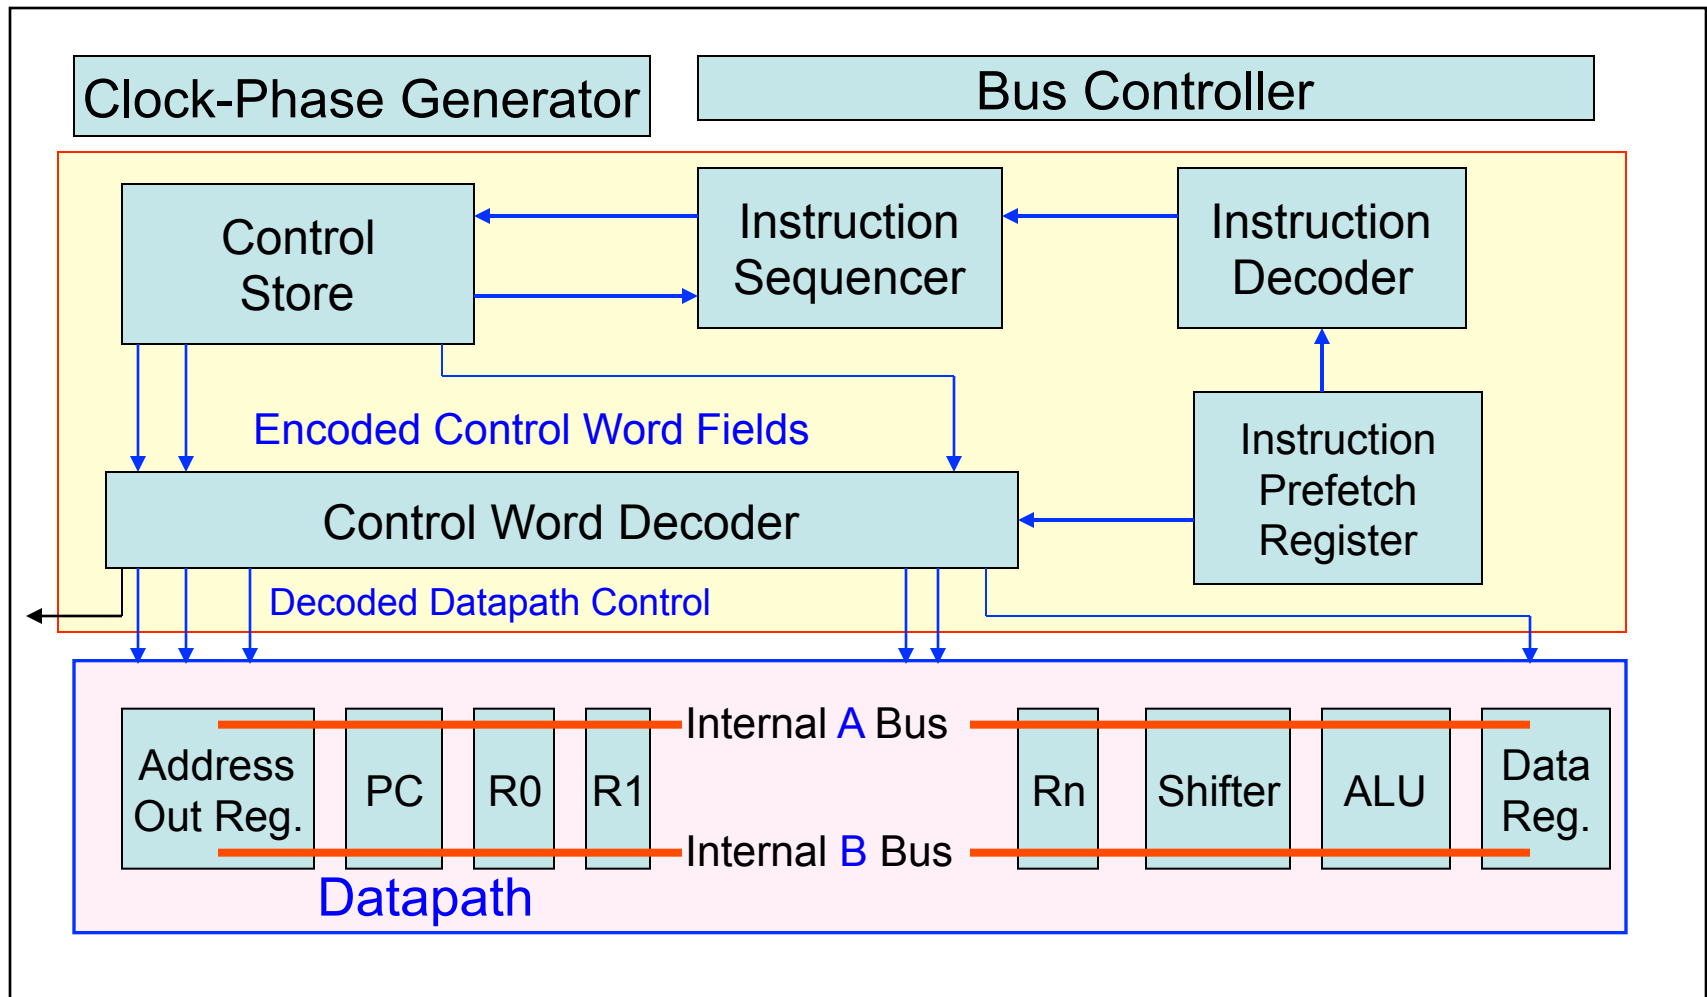 Clock-Phase Generator
Bus Controller
Control
Store
Instruction
Sequencer
Instruction
Decoder
Encoded Control Word Fields
Instruction
Prefetch
Register
Control Word Decoder
Decoded Datapath Control
Internal A Bus
Address
Out Reg.
PC
R0
R1
Rn
Shifter
ALU
Data
Reg.
Internal B Bus
Datapath